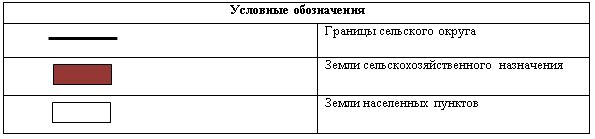 Условные обозначения
Границы сельского округа
Земли сельскохозяйственного назначения
Земли населенных пунктов